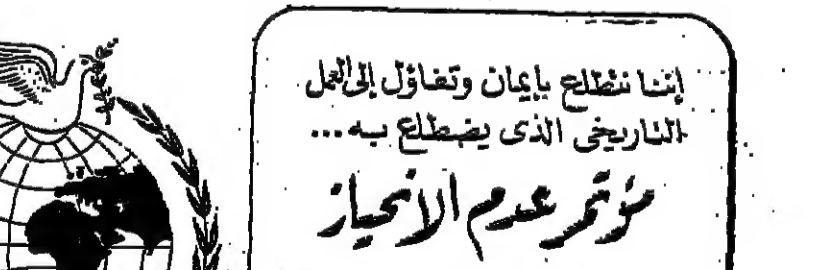 إننا نتطلع بإيمان وتفاؤل إلى العمل
التاريخى الذى يضطلع به...
مؤتمر عدم الانحياز